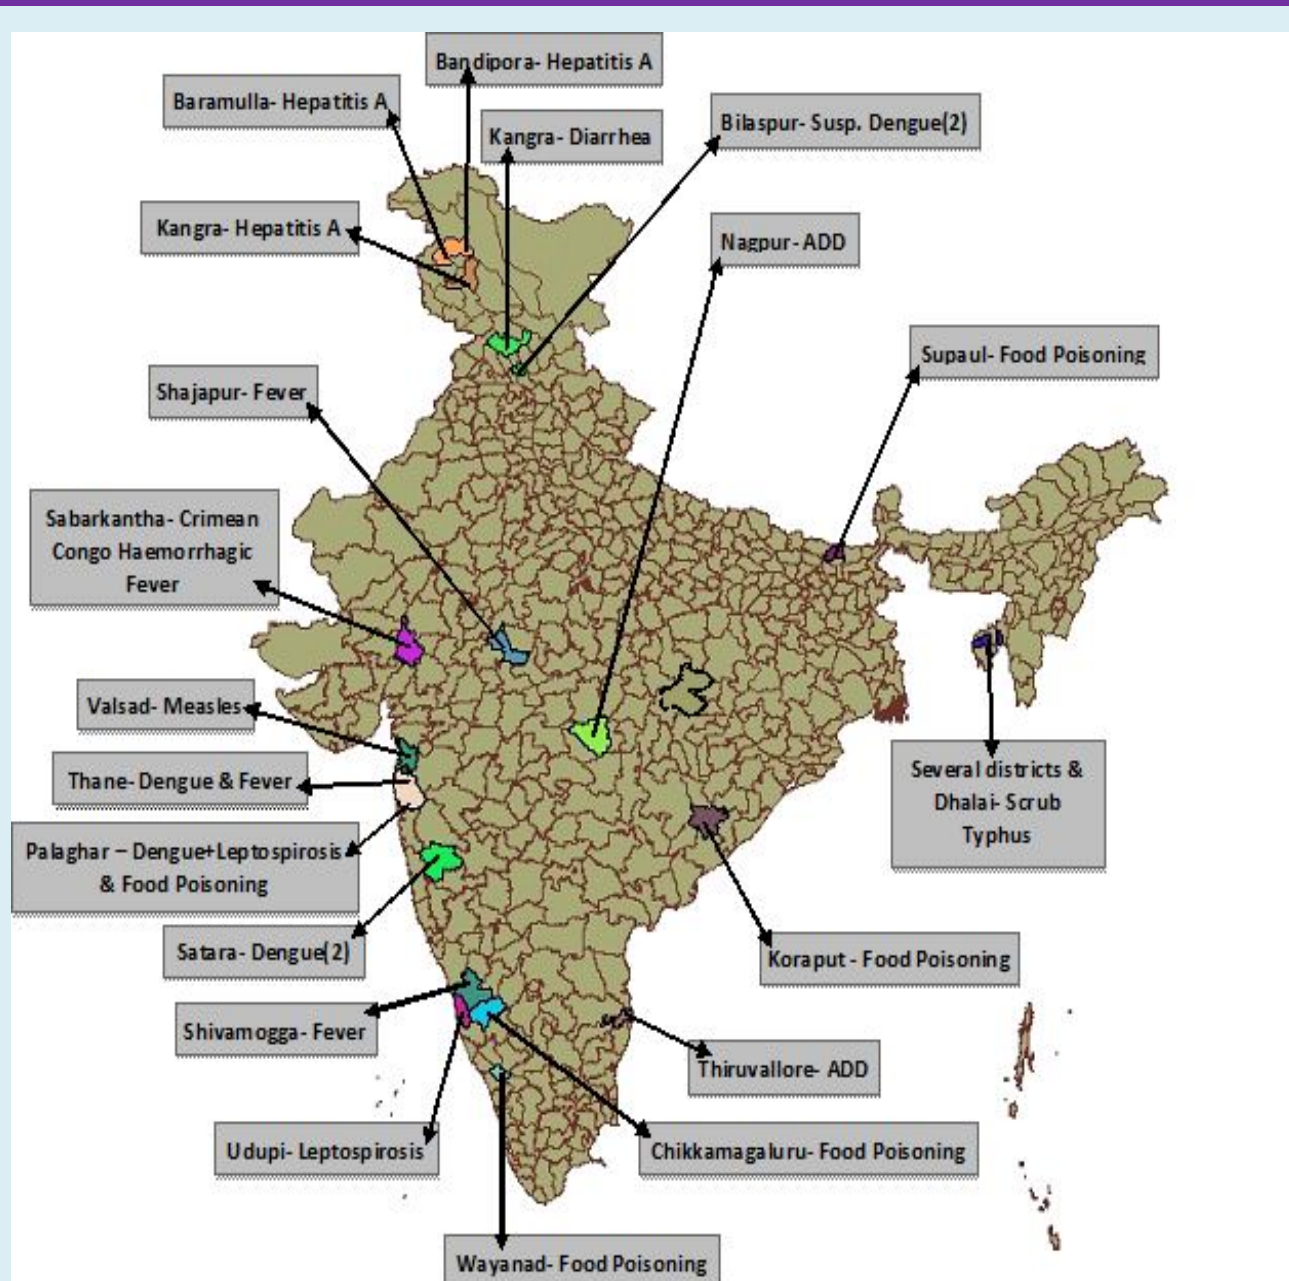 Bandipora- Hepatitis A
Baramulla- Hepatitis A
Kangra- Diarrhea
Bilaspur- Susp. Dengue(2)
Kangra- Hepatitis A
Nagpur- ADD
Supaul- Food Poisoning
Shajapur- Fever
Sabarkantha- Crimean
Congo Haemorrhagic
Fever
Valsad- Measles
Thane- Dengue & Fever
Several districts &
Dhalai- Scrub
Typhus
Palaghar – Dengue+Leptospirosis
& Food Poisoning
Satara- Dengue(2)
Koraput - Food Poisoning
Shivamogga- Fever
Thiruvallore- ADD
Udupi- Leptospirosis
Chikkamagaluru- Food Poisoning
Wayanad- Food Poisoning